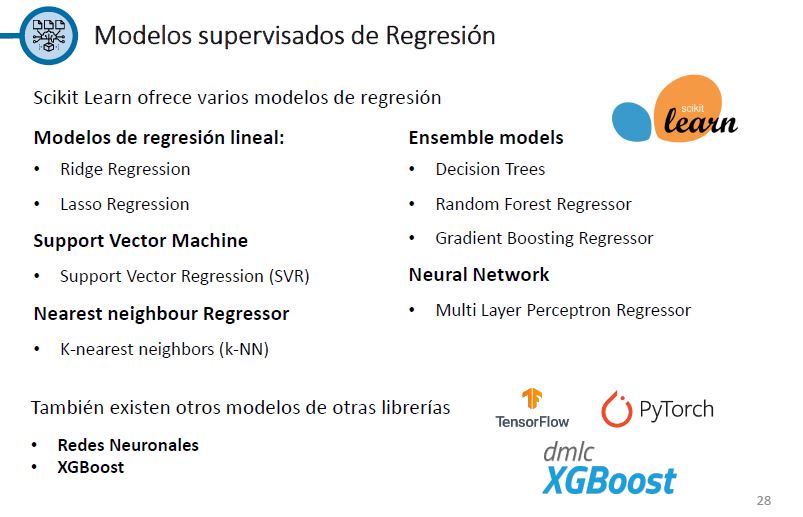 Modelos supervisados de Regresión
Scikit Learn ofrece varios modelos de regresión
scikit
learn
Modelos de regresión lineal:
• Ridge Regression
• Lasso Regression
Support Vector Machine
• Support Vector Regression (SVR)
Nearest neighbour Regressor
• K-nearest neighbors (k-NN)
Ensemble models
• Decision Trees
• Random Forest Regressor
• Gradient Boosting Regressor
Neural Network
• Multi Layer Perceptron Regressor
También existen otros modelos de otras librerías
• Redes Neuronales
• XGBoost
TensorFlow
PyTorch
dmlc
XGBoost
28